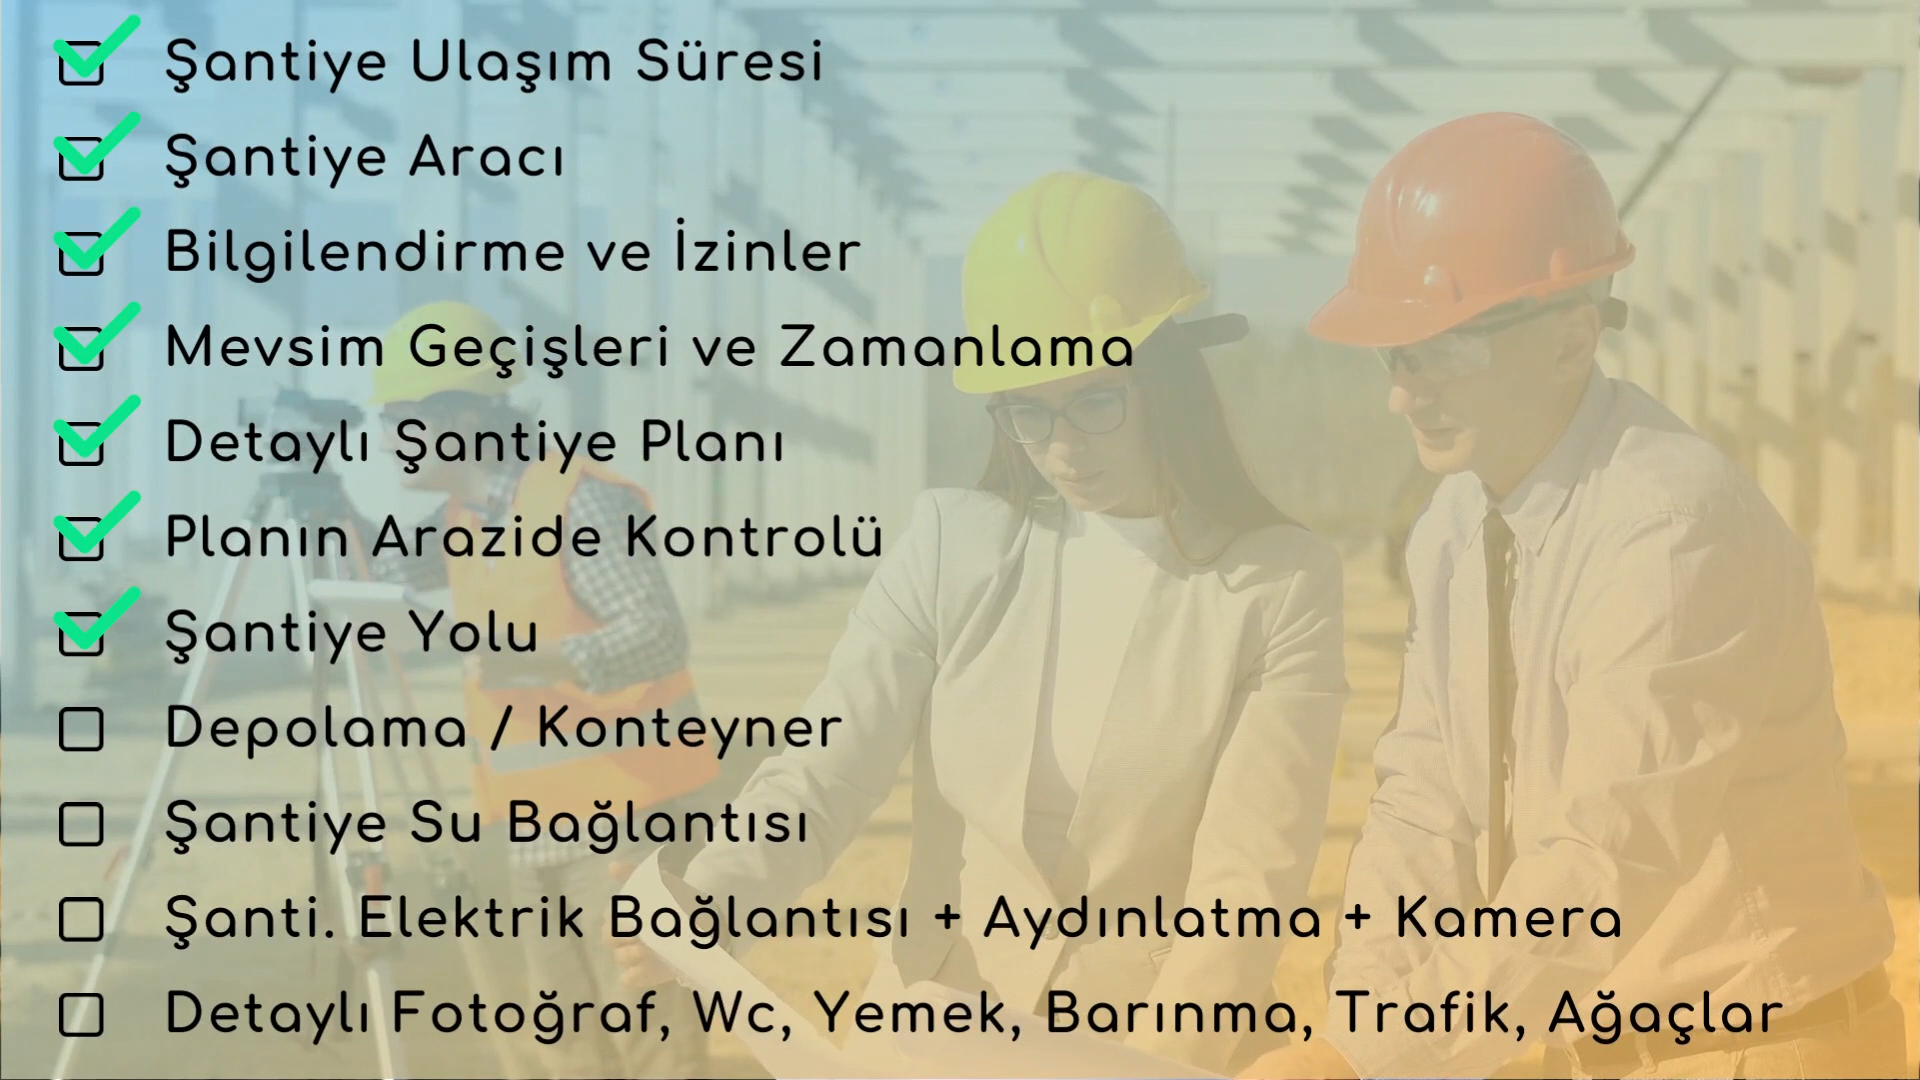 Şantiye Ulaşım Süresi
Şantiye Aracı
Bilgilendirme ve İzinler
Mevsim Geçişleri ve Zamanlama
Detaylı Şantiye Planı
Planın Arazide Kontrolü
Şantiye Yolu
Depolama / Konteyner
Şantiye Su Bağlantısı
Şanti. Elektrik Bağlantısı + Aydınlatma + Kamera
Detaylı Fotoğraf, Wc, Yemek, Barınma, Trafik, Ağaçlar